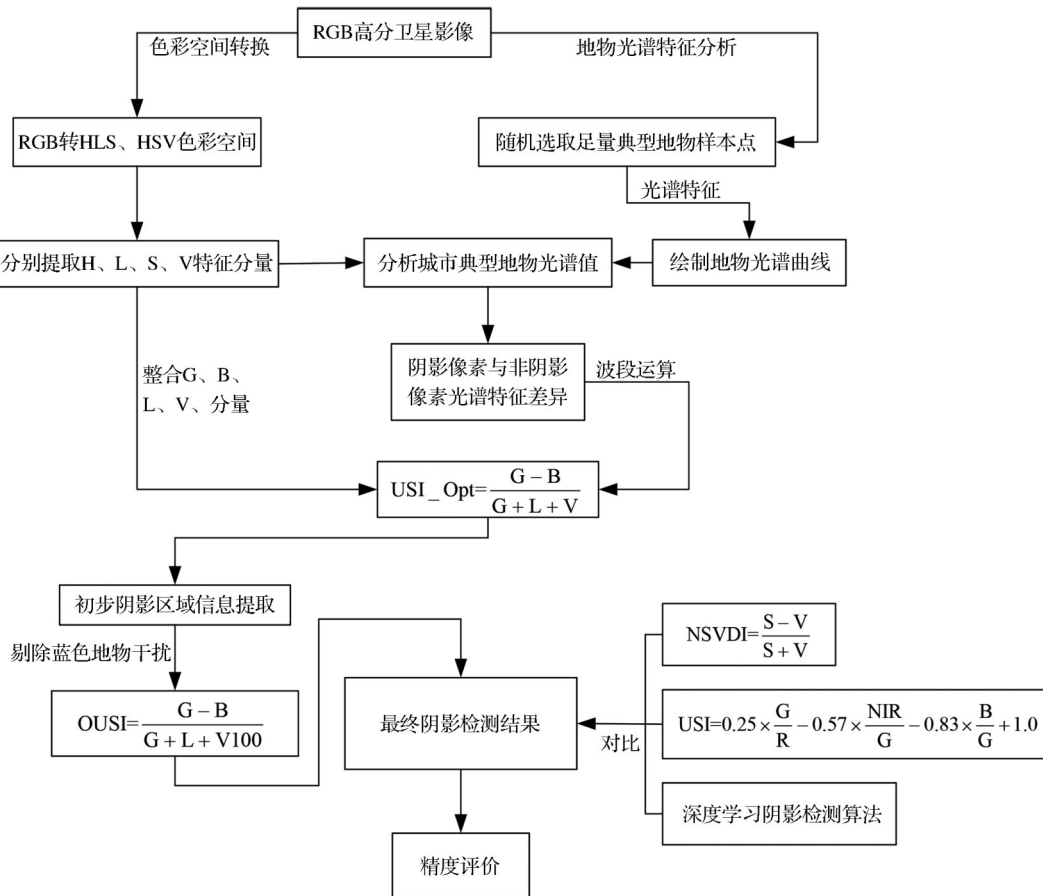 RGB高分卫星影像
色彩空间转换
地物光谱特征分析
RGB转HLS、HSV色彩空间
随机选取足量典型地物样本点
光谱特征
分别提取H、L、S、V特征分量
分析城市典型地物光谱值
绘制地物光谱曲线
整合G、B、
L、V、分量
阴影像素与非阴影
像素光谱特征差异
波段运算
USI_Opt=(G−B)/(G+L+V)
初步阴影区域信息提取
剔除蓝色地物干扰
OUSI=(G−B)/(G+L+V100)
最终阴影检测结果
对比
NSVDI=(S−V)/(S+V)
USI=0.25×G/R−0.57×NIR/G−0.83×B/G+1.0
深度学习阴影检测算法
精度评价